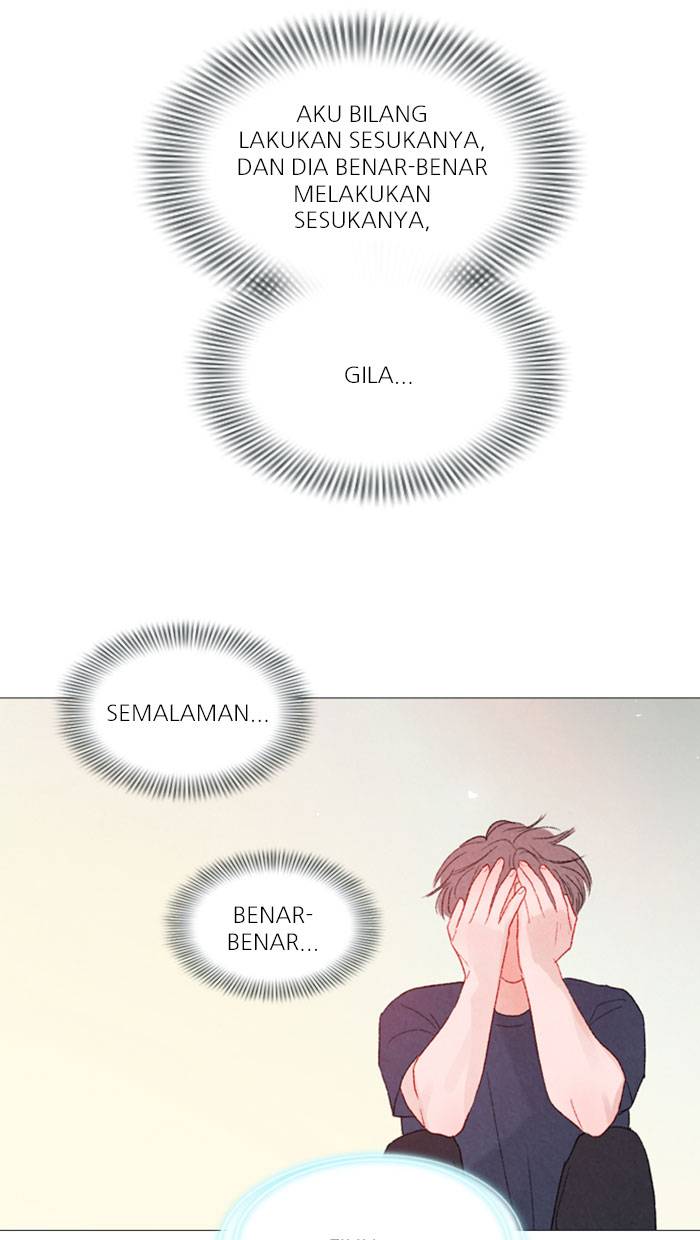 AKU BILANG
LAKUKAN SESUKANYA,
DAN DIA BENAR-BENAR
MELAKUKAN
SESUKANYA,
GILA...
SEMALAMAN...
BENAR-
BENAR...